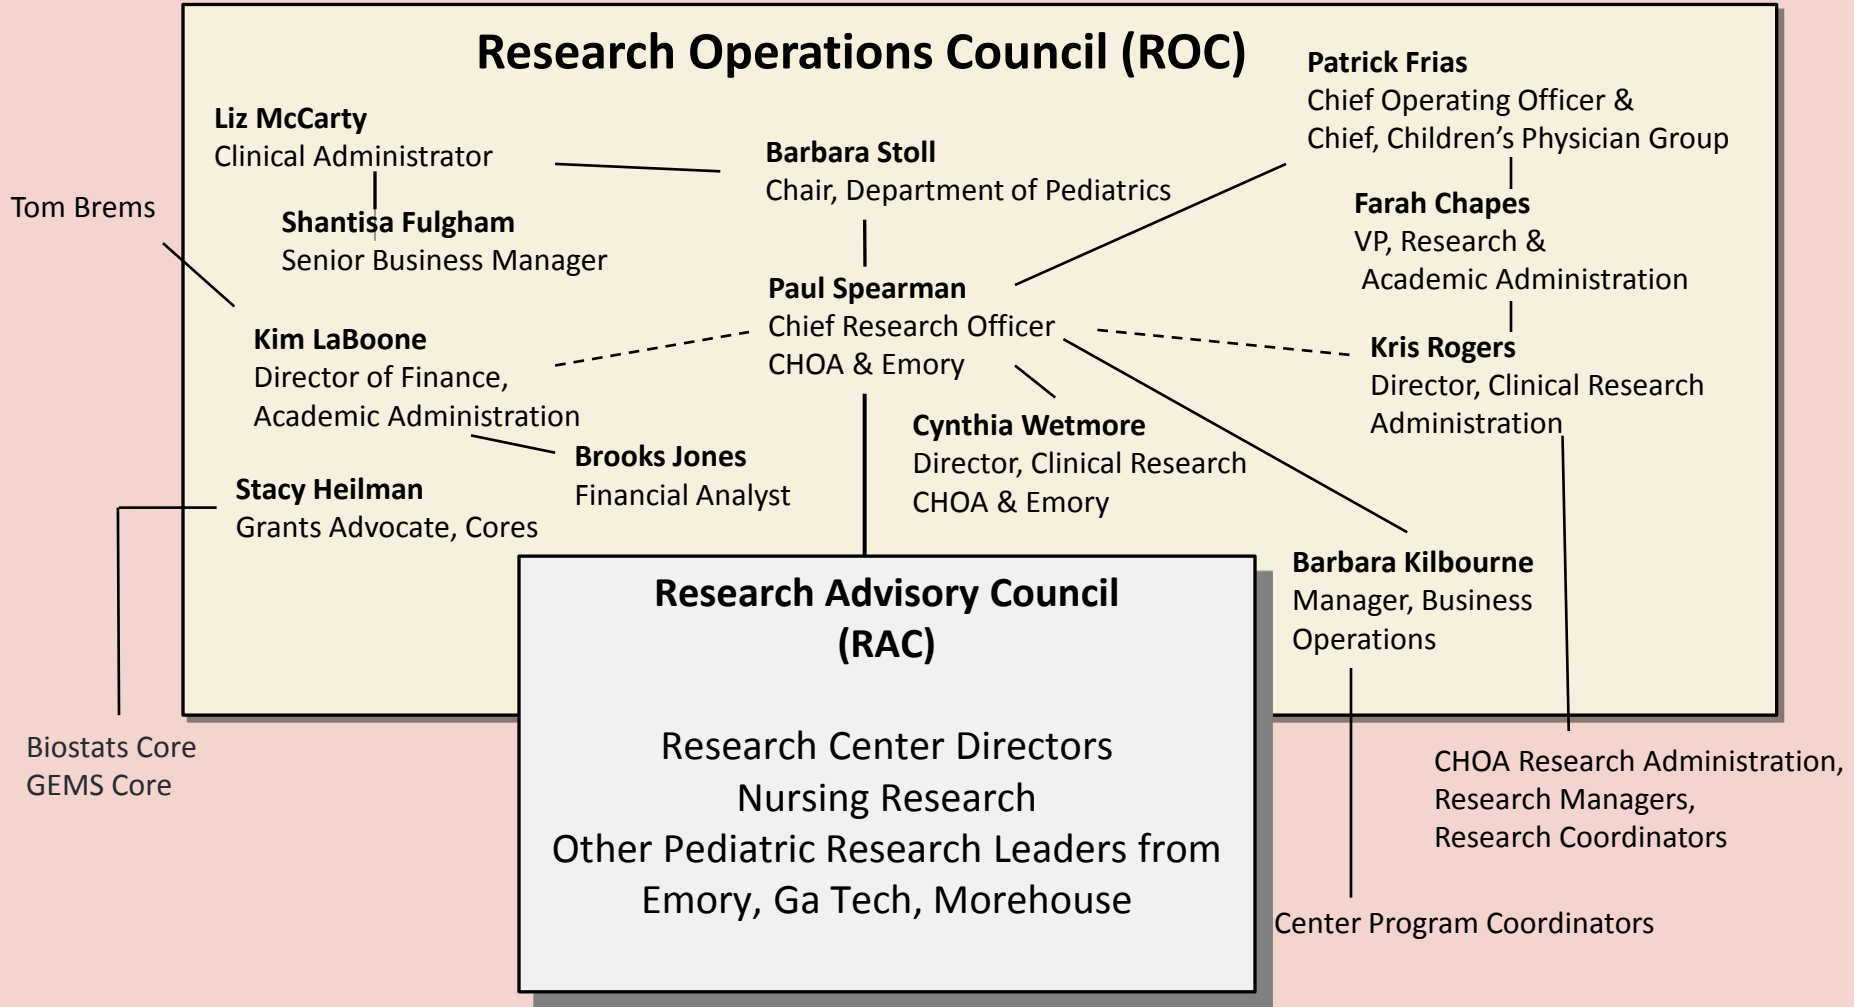 Research Operations Council (ROC)
Patrick Frias
Chief Operating Officer &
Chief, Children's Physician Group
Liz McCarty
Clinical Administrator
Barbara Stoll
Chair, Department of Pediatrics
Tom Brems
Shantisa Fulgham
Senior Business Manager
Farah Chapes
VP, Research &
Academic Administration
Paul Spearman
Chief Research Officer
CHOA & Emory
Kim LaBoone
Director of Finance,
Academic Administration
Kris Rogers
Director, Clinical Research
Administration
Cynthia Wetmore
Director, Clinical Research
CHOA & Emory
Brooks Jones
Financial Analyst
Stacy Heilman
Grants Advocate, Cores
Barbara Kilbourne
Manager, Business
Operations
Research Advisory Council
(RAC)
Research Center Directors
Nursing Research
Other Pediatric Research Leaders from
Emory, Ga Tech, Morehouse
Biostats Core
GEMS Core
CHOA Research Administration,
Research Managers,
Research Coordinators
Center Program Coordinators